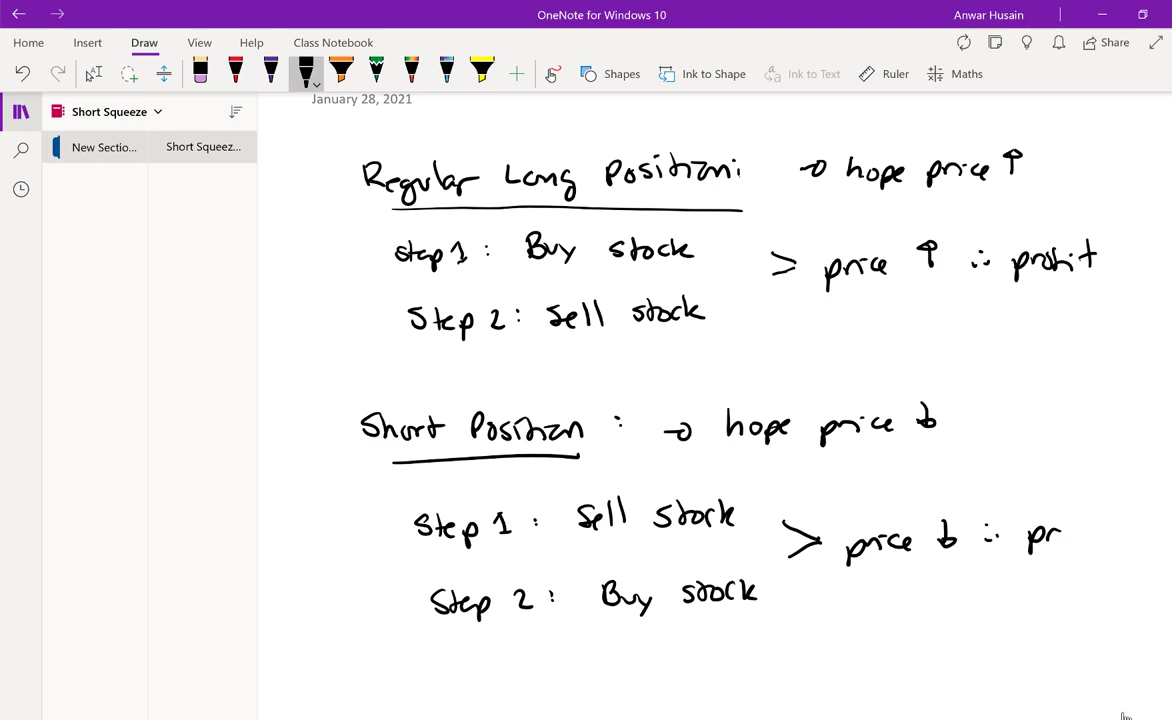 OneNote for Windows 10
Anwar Husain
Home Insert Draw View Help Class Notebook
Share
Shapes Ink to Shape Ink to Text Ruler Maths
Short Squeeze
New Sectio...
Short Squeez...
January 28, 2021
Regular Long Position: → hope price ↑
Step 1 : Buy stock
> price ↑ ∴ profit
Step 2 : Sell stock
Short Position : → hope price ↓
Step 1 : Sell stock
> price ↓ ∴ pr
Step 2 : Buy stock